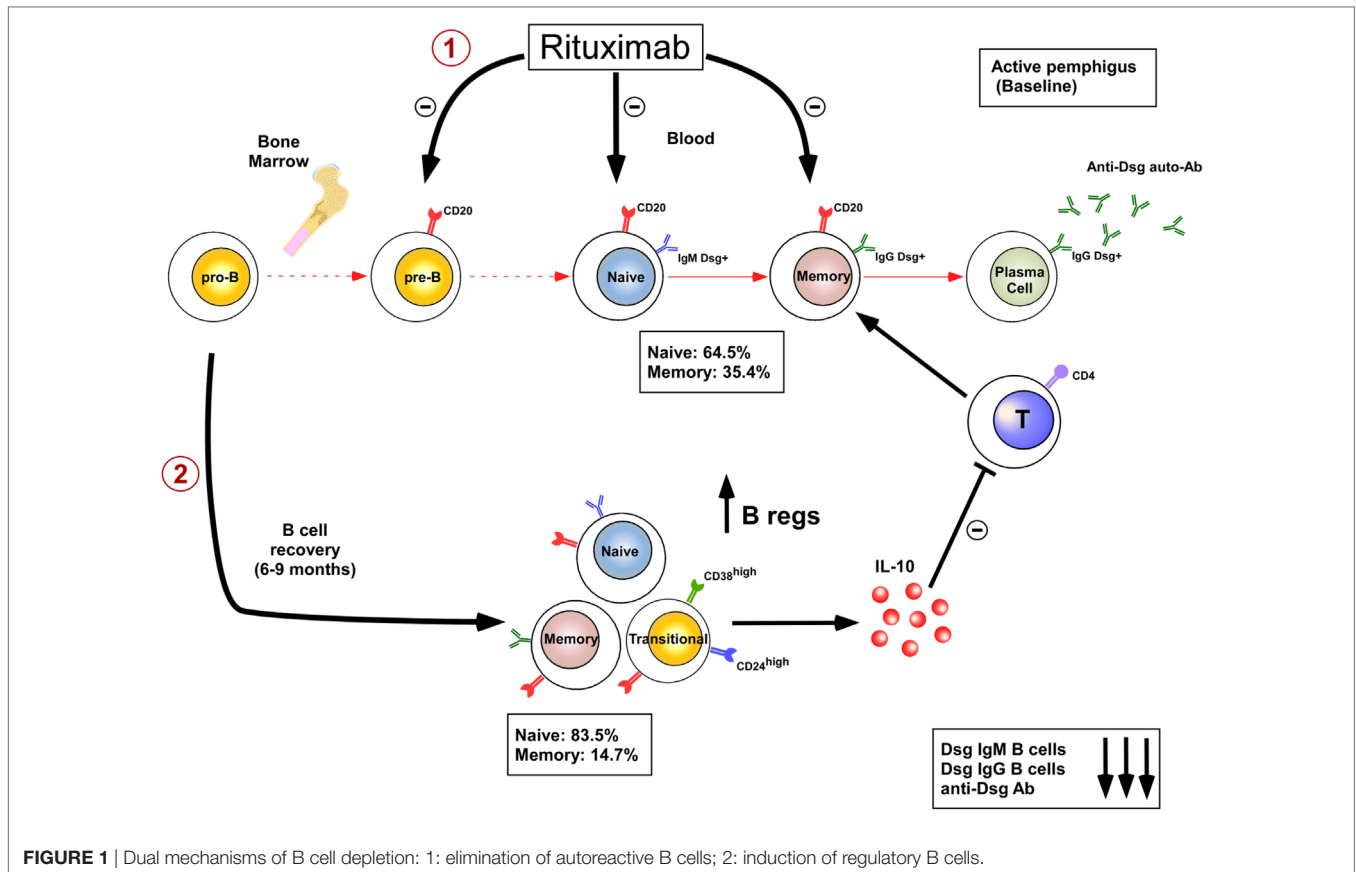 1
Rituximab
Active pemphigus
(Baseline)
−
−
−
Blood
Bone
Marrow
Anti-Dsg auto-Ab
CD20
CD20
CD20
IgM Dsg+
IgG Dsg+
IgG Dsg+
pro-B
pre-B
Naive
Memory
Plasma
Cell
Naive: 64.5%
Memory: 35.4%
CD4
T
2
B regs
B cell
recovery
(6-9 months)
Naive
CD38high
IL-10
−
Memory
Transitional
CD24high
Naive: 83.5%
Memory: 14.7%
Dsg IgM B cells
Dsg IgG B cells
anti-Dsg Ab
FIGURE 1 | Dual mechanisms of B cell depletion: 1: elimination of autoreactive B cells; 2: induction of regulatory B cells.